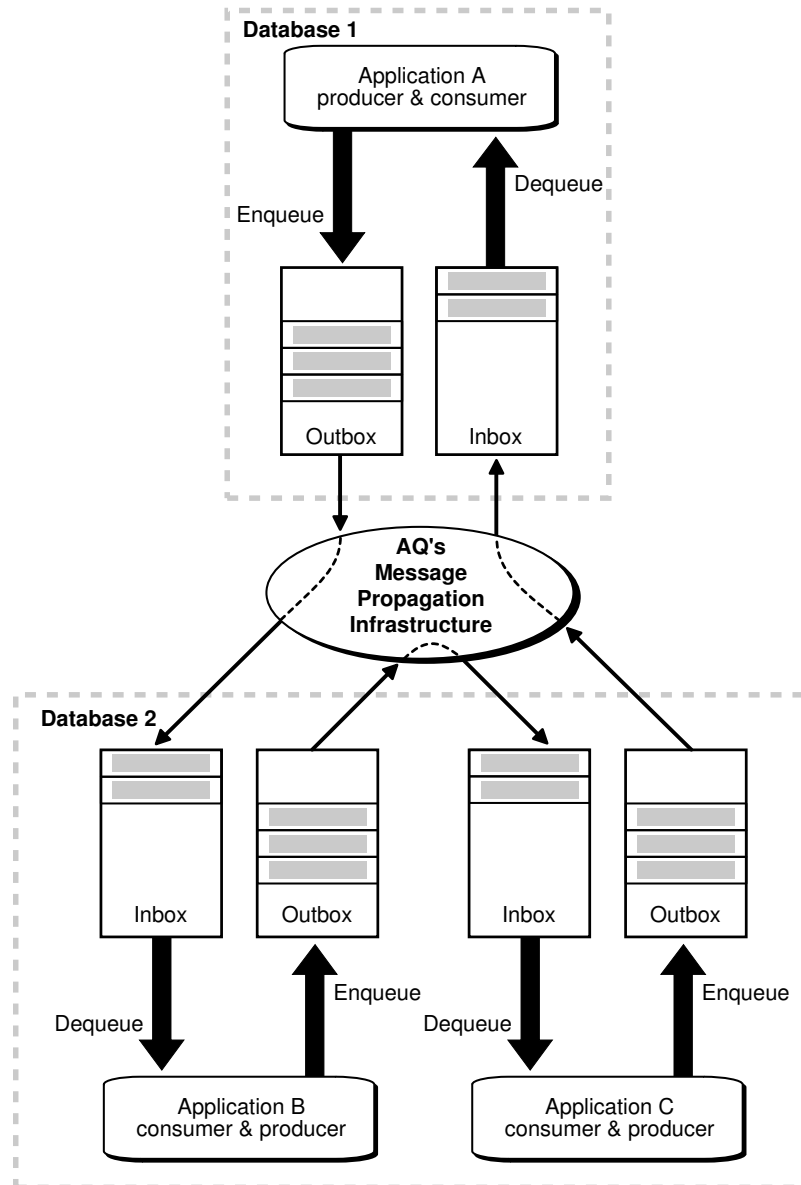 Database 1
Application A
producer & consumer
Dequeue
Enqueue
Outbox
Inbox
AQ's
Message
Propagation
Infrastructure
Database 2
Inbox
Outbox
Inbox
Outbox
Enqueue
Enqueue
Dequeue
Dequeue
Application B
consumer & producer
Application C
consumer & producer